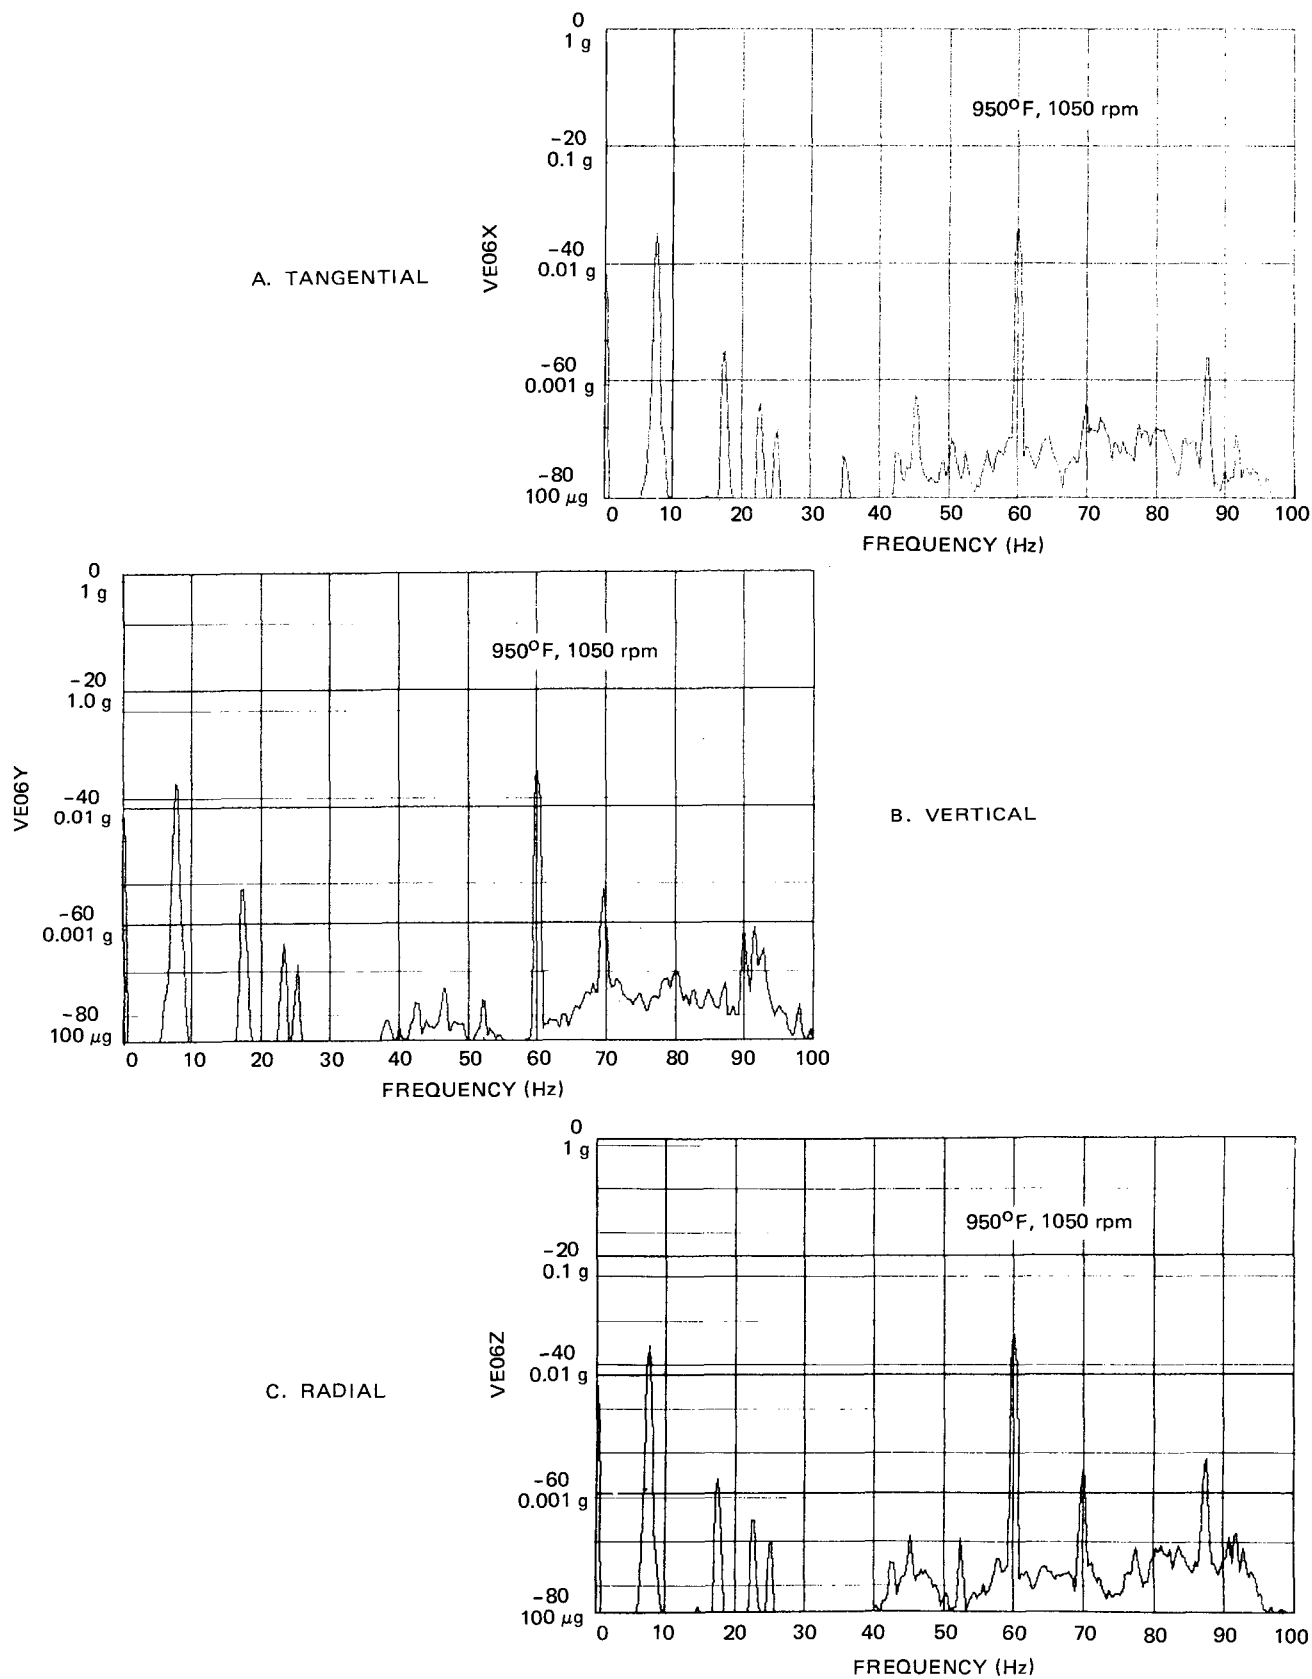 0
1 g
950°F, 1050 rpm
-20
0.1 g
VE06X
-40
0.01 g
A. TANGENTIAL
-60
0.001 g
-80
100 μg
0 10 20 30 40 50 60 70 80 90 100
FREQUENCY (Hz)
0
1 g
950°F, 1050 rpm
-20
1.0 g
VE06Y
-40
0.01 g
B. VERTICAL
-60
0.001 g
-80
100 μg
0 10 20 30 40 50 60 70 80 90 100
FREQUENCY (Hz)
0
1 g
950°F, 1050 rpm
-20
0.1 g
VE06Z
-40
0.01 g
C. RADIAL
-60
0.001 g
-80
100 μg
0 10 20 30 40 50 60 70 80 90 100
FREQUENCY (Hz)